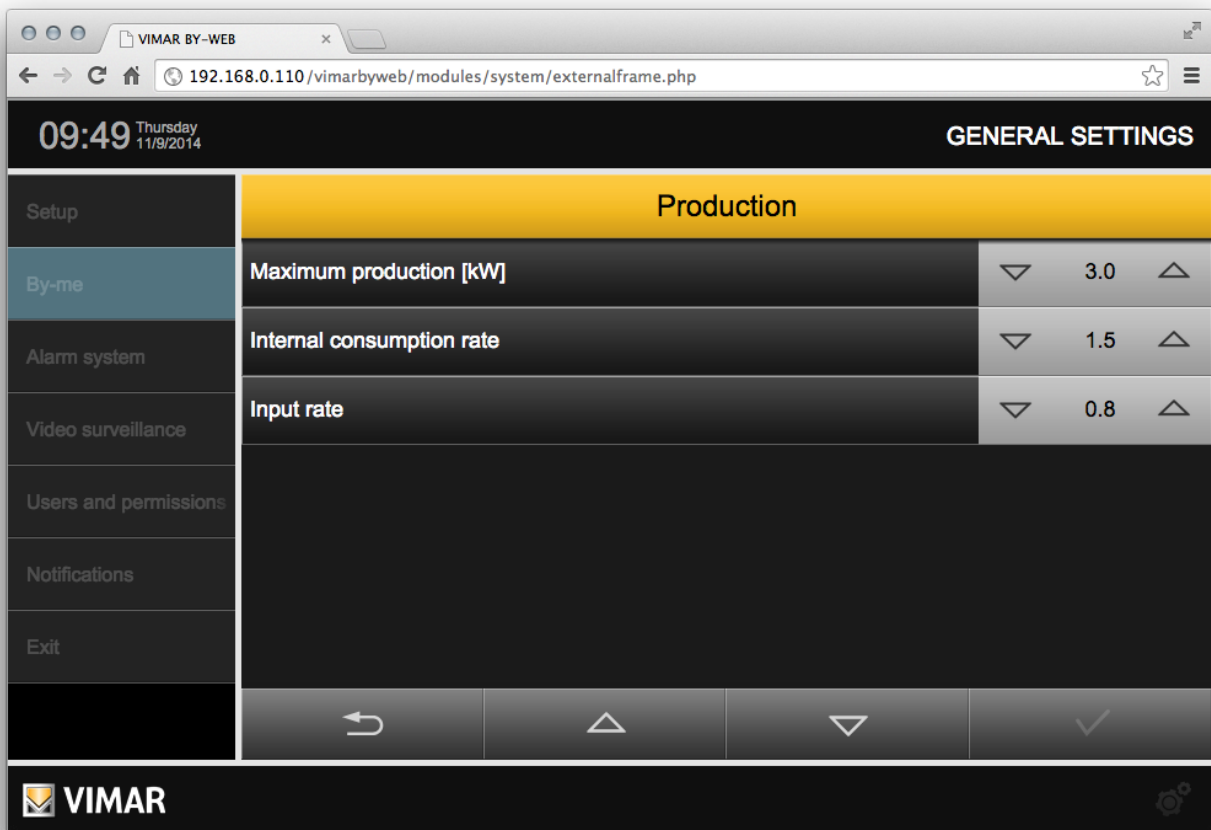 VIMAR BY-WEB
192.168.0.110/vimarbyweb/modules/system/externalframe.php
09:49 Thursday
11/9/2014
GENERAL SETTINGS
Setup
By-me
Alarm system
Video surveillance
Users and permissions
Notifications
Exit
Production
Maximum production [kW] 3.0
Internal consumption rate 1.5
Input rate 0.8
VIMAR